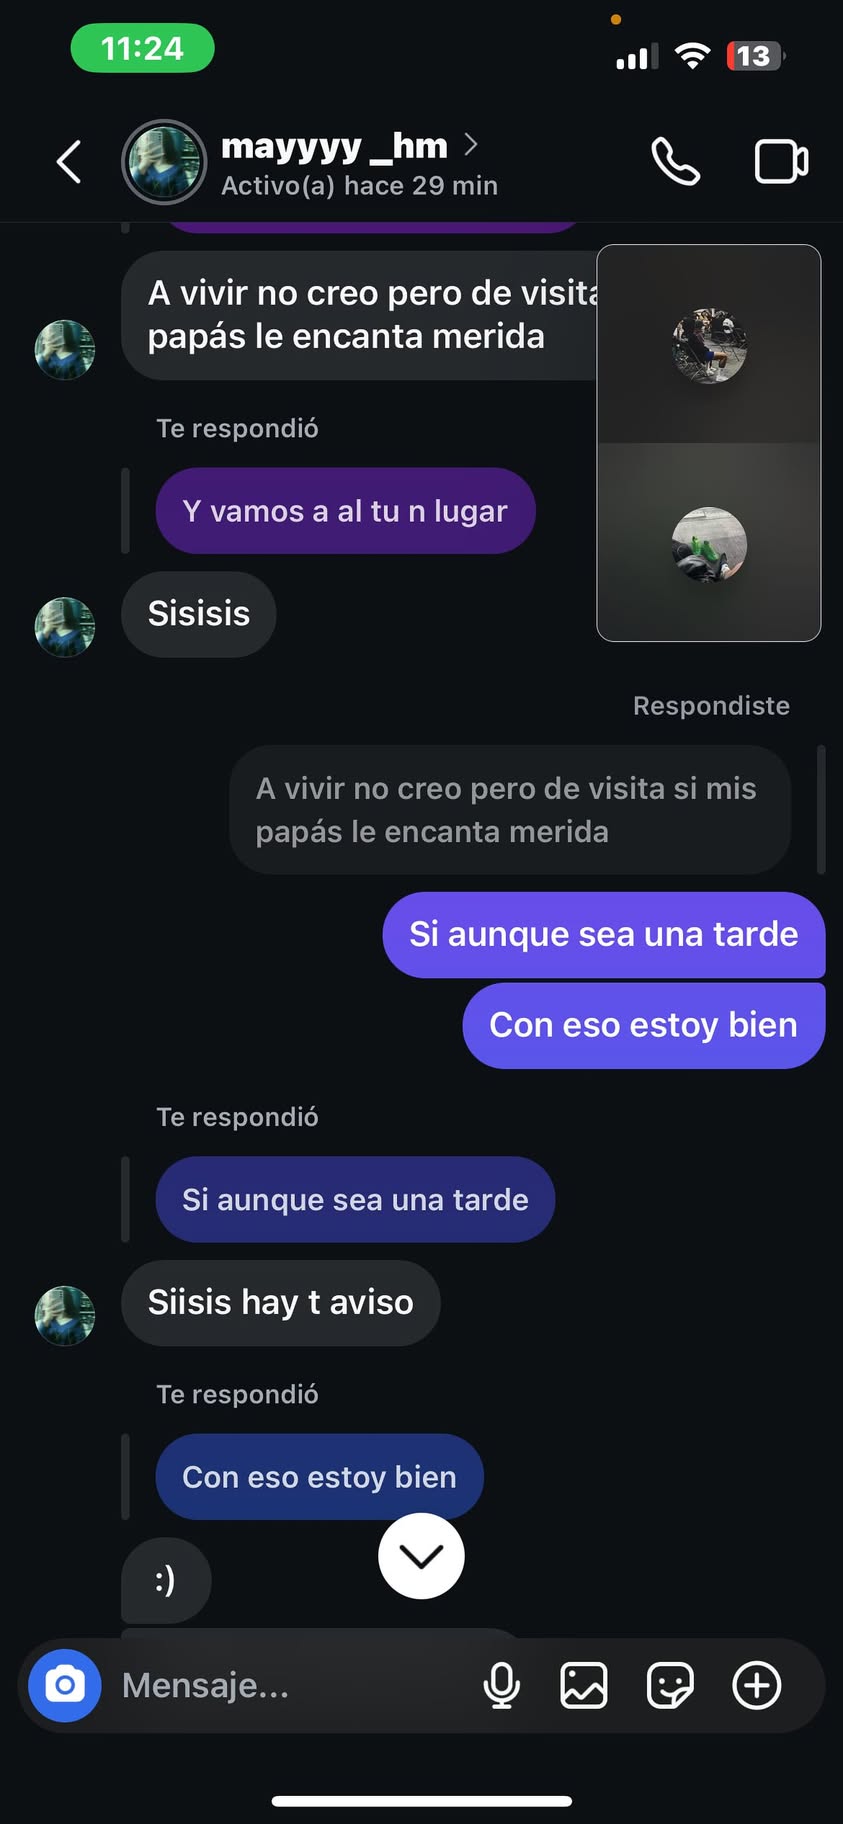 11:24
13
mayyyy _hm
Activo(a) hace 29 min
A vivir no creo pero de visita
papás le encanta merida
Te respondió
Y vamos a al tu n lugar
Sisisis
Respondiste
A vivir no creo pero de visita si mis
papás le encanta merida
Si aunque sea una tarde
Con eso estoy bien
Te respondió
Si aunque sea una tarde
Siisis hay t aviso
Te respondió
Con eso estoy bien
:)
Mensaje...